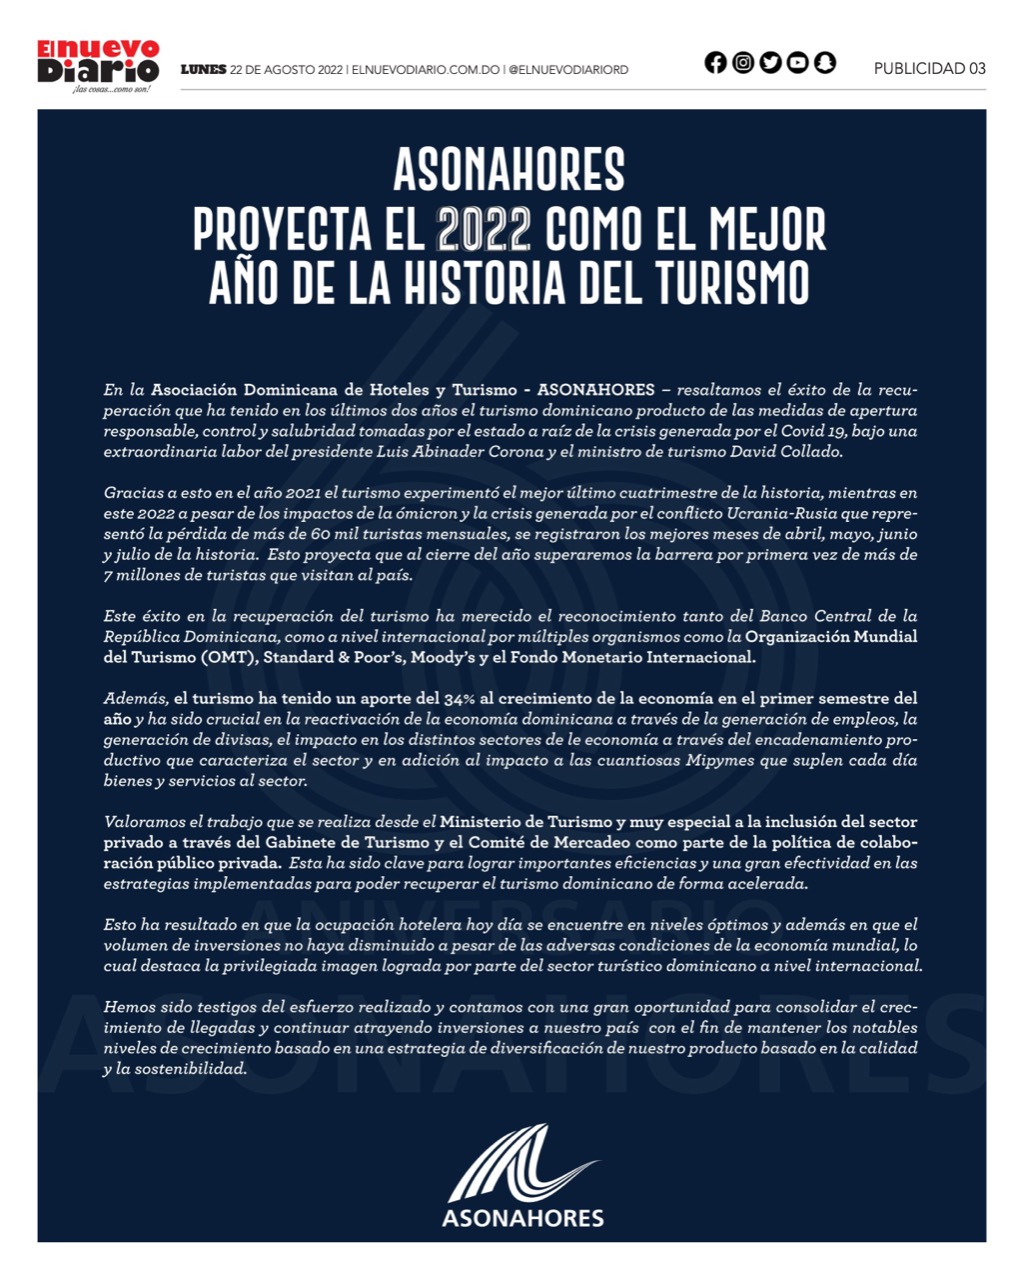 El nuevo
Diario
¡las cosas...como son!
LUNES 22 DE AGOSTO 2022 | ELNUEVODIARIO.COM.DO | @ELNUEVODIARIORD
PUBLICIDAD 03
ASONAHORES
PROYECTA EL 2022 COMO EL MEJOR
AÑO DE LA HISTORIA DEL TURISMO
En la Asociación Dominicana de Hoteles y Turismo - ASONAHORES – resaltamos el éxito de la recu-
peración que ha tenido en los últimos dos años el turismo dominicano producto de las medidas de apertura
responsable, control y salubridad tomadas por el estado a raíz de la crisis generada por el Covid 19, bajo una
extraordinaria labor del presidente Luis Abinader Corona y el ministro de turismo David Collado.
Gracias a esto en el año 2021 el turismo experimentó el mejor último cuatrimestre de la historia, mientras en
este 2022 a pesar de los impactos de la ómicron y la crisis generada por el conflicto Ucrania-Rusia que repre-
sentó la pérdida de más de 60 mil turistas mensuales, se registraron los mejores meses de abril, mayo, junio
y julio de la historia. Esto proyecta que al cierre del año superaremos la barrera por primera vez de más de
7 millones de turistas que visitan al país.
Este éxito en la recuperación del turismo ha merecido el reconocimiento tanto del Banco Central de la
República Dominicana, como a nivel internacional por múltiples organismos como la Organización Mundial
del Turismo (OMT), Standard & Poor's, Moody's y el Fondo Monetario Internacional.
Además, el turismo ha tenido un aporte del 34% al crecimiento de la economía en el primer semestre del
año y ha sido crucial en la reactivación de la economía dominicana a través de la generación de empleos, la
generación de divisas, el impacto en los distintos sectores de le economía a través del encadenamiento pro-
ductivo que caracteriza el sector y en adición al impacto a las cuantiosas Mipymes que suplen cada día
bienes y servicios al sector.
Valoramos el trabajo que se realiza desde el Ministerio de Turismo y muy especial a la inclusión del sector
privado a través del Gabinete de Turismo y el Comité de Mercadeo como parte de la política de colabo-
ración público privada. Esta ha sido clave para lograr importantes eficiencias y una gran efectividad en las
estrategias implementadas para poder recuperar el turismo dominicano de forma acelerada.
Esto ha resultado en que la ocupación hotelera hoy día se encuentre en niveles óptimos y además en que el
volumen de inversiones no haya disminuido a pesar de las adversas condiciones de la economía mundial, lo
cual destaca la privilegiada imagen lograda por parte del sector turístico dominicano a nivel internacional.
Hemos sido testigos del esfuerzo realizado y contamos con una gran oportunidad para consolidar el crec-
imiento de llegadas y continuar atrayendo inversiones a nuestro país con el fin de mantener los notables
niveles de crecimiento basado en una estrategia de diversificación de nuestro producto basado en la calidad
y la sostenibilidad.
60
ANIVERSARIO
ASONAHORES
ASONAHORES